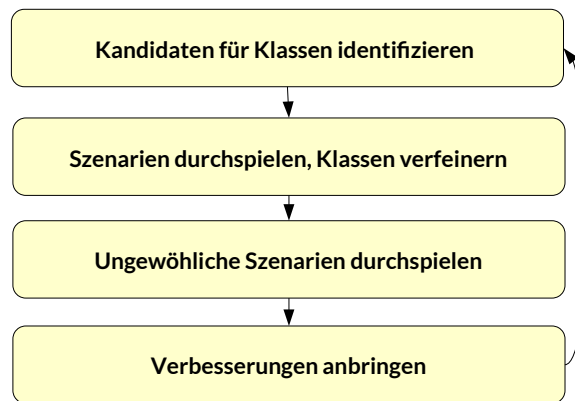 Kandidaten für Klassen identifizieren
Szenarien durchspielen, Klassen verfeinern
Ungewöhliche Szenarien durchspielen
Verbesserungen anbringen